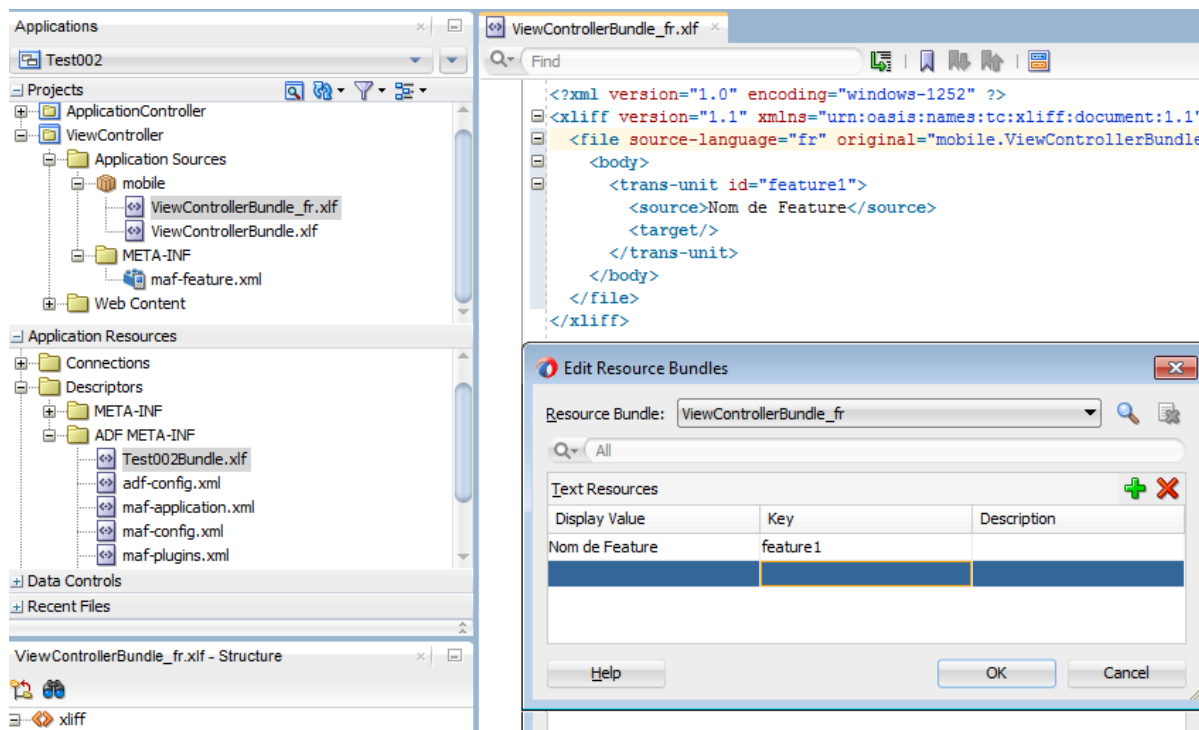 Applications
Test002
Projects
ApplicationController
ViewController
Application Sources
mobile
ViewControllerBundle_fr.xlf
ViewControllerBundle.xlf
META-INF
maf-feature.xml
Web Content
Application Resources
Connections
Descriptors
META-INF
ADF META-INF
Test002Bundle.xlf
adf-config.xml
maf-application.xml
maf-config.xml
maf-plugins.xml
Data Controls
Recent Files
ViewControllerBundle_fr.xlf - Structure
xliff
ViewControllerBundle_fr.xlf
Find
<?xml version="1.0" encoding="windows-1252" ?>
<xliff version="1.1" xmlns="urn:oasis:names:tc:xliff:document:1.1"
<file source-language="fr" original="mobile.ViewControllerBundle
<body>
<trans-unit id="feature1">
<source>Nom de Feature</source>
<target/>
</trans-unit>
</body>
</file>
</xliff>
Edit Resource Bundles
Resource Bundle: ViewControllerBundle_fr
All
Text Resources
Display Value Key Description
Nom de Feature feature1
Help OK Cancel